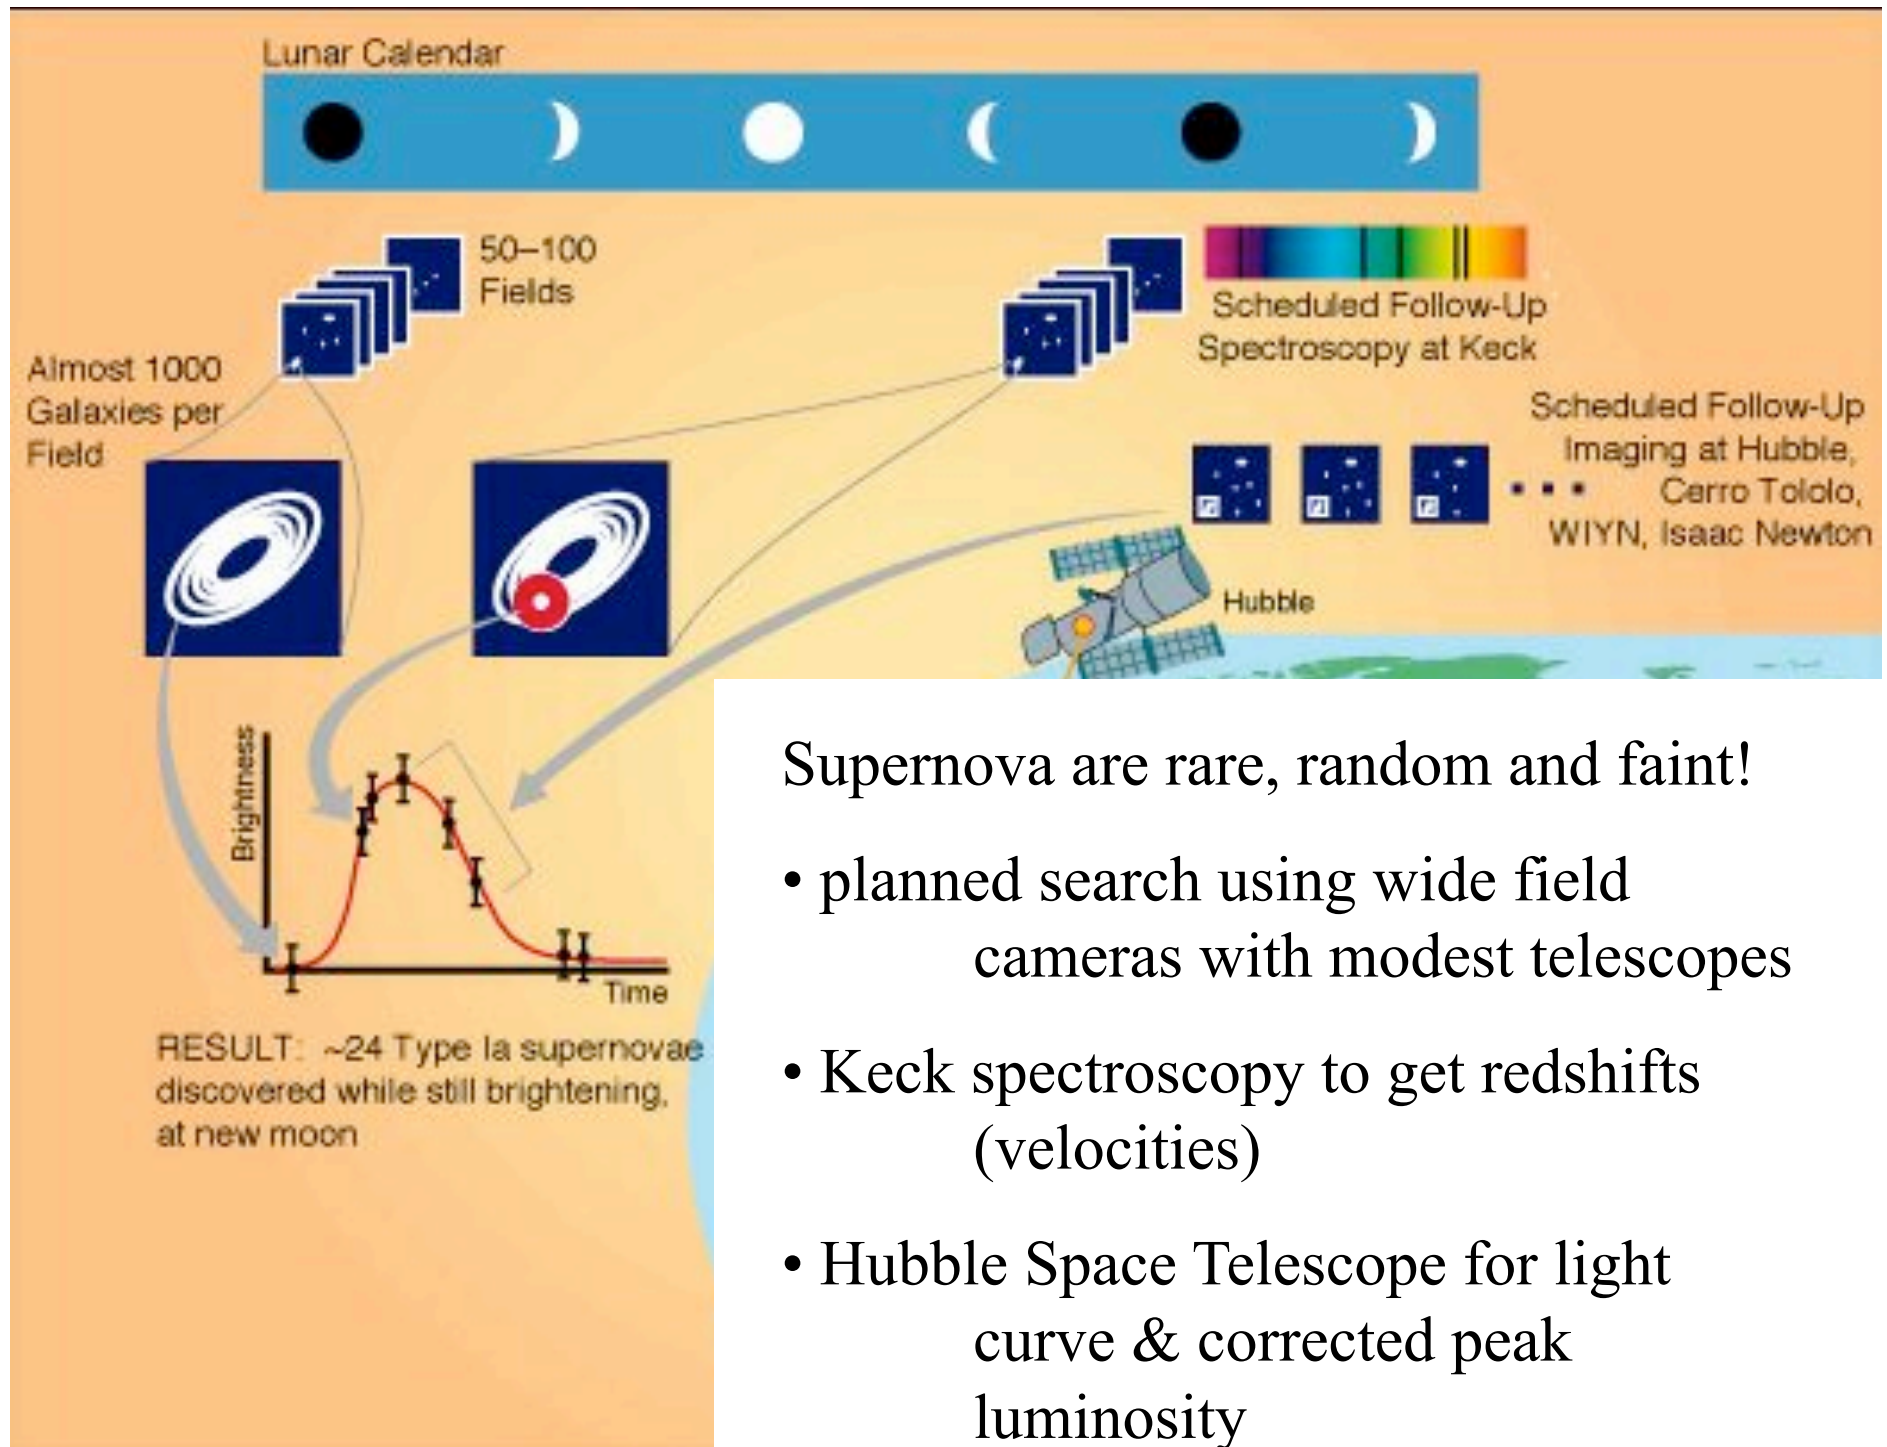 Lunar Calendar
50–100
Fields
Almost 1000
Galaxies per
Field
Scheduled Follow-Up
Spectroscopy at Keck
Scheduled Follow-Up
Imaging at Hubble,
Cerro Tololo,
WIYN, Isaac Newton
Hubble
Brightness
Time
RESULT: ~24 Type Ia supernovae
discovered while still brightening,
at new moon
Supernova are rare, random and faint!
• planned search using wide field
cameras with modest telescopes
• Keck spectroscopy to get redshifts
(velocities)
• Hubble Space Telescope for light
curve & corrected peak
luminosity